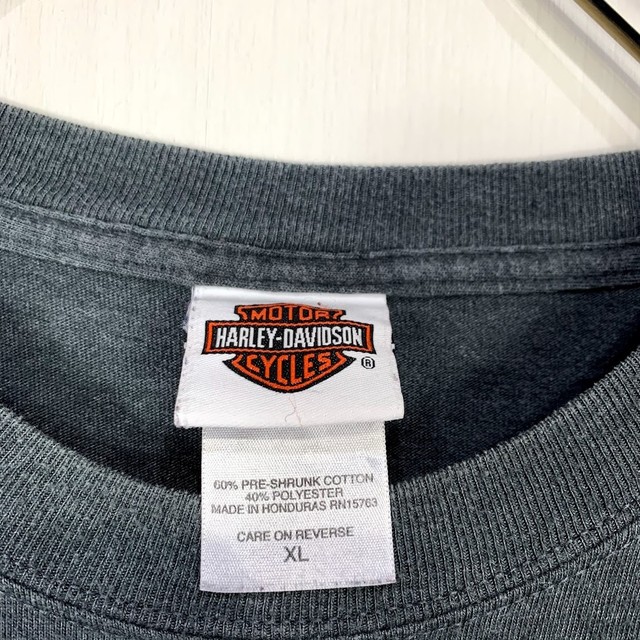 MOTOR
HARLEY-DAVIDSON
CYCLES ®
60% PRE-SHRUNK COTTON
40% POLYESTER
MADE IN HONDURAS RN15763
CARE ON REVERSE
XL